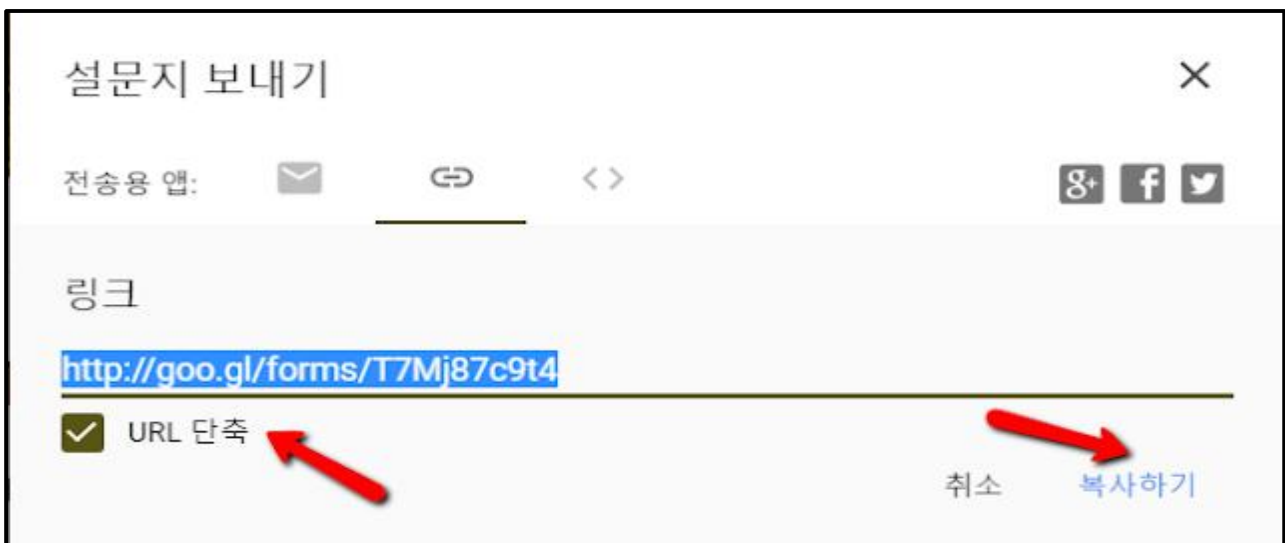 설문지 보내기
전송용 앱:
링크
http://goo.gl/forms/T7Mj87c9t4
URL 단축
취소 복사하기